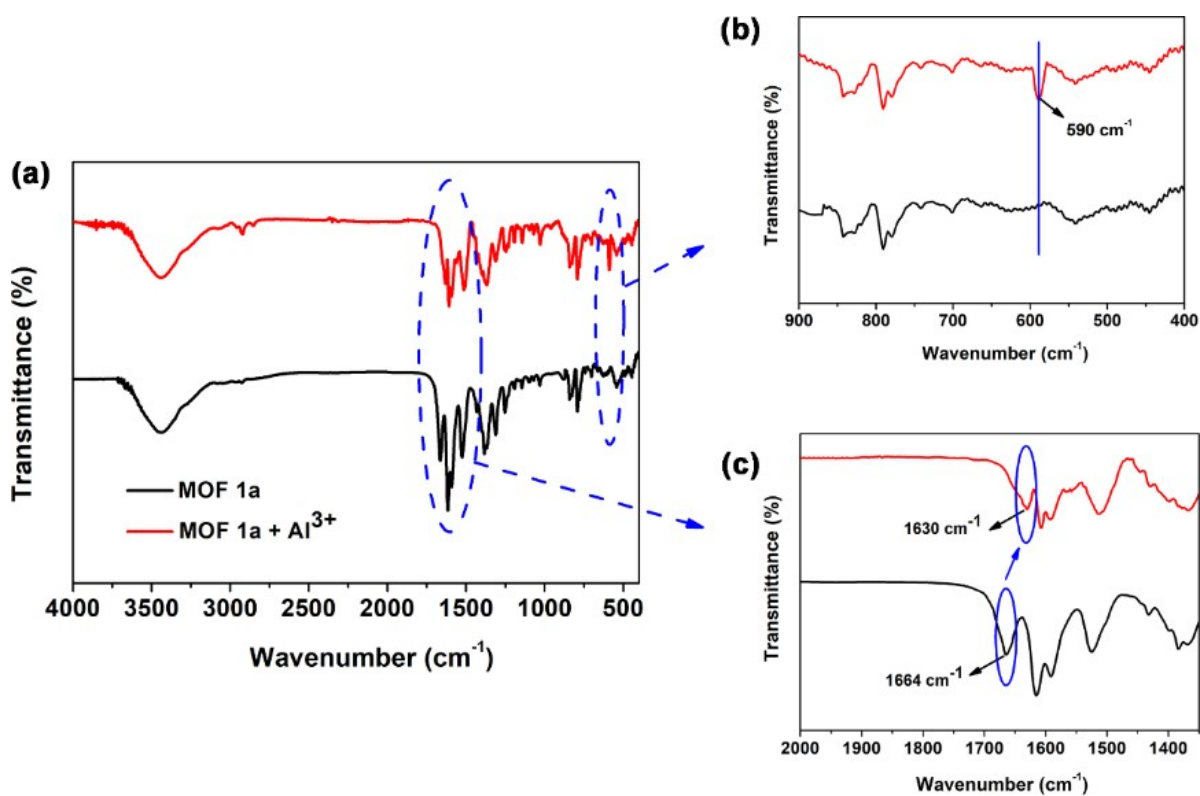 (a)
Transmittance (%)
MOF 1a
MOF 1a + Al³⁺
4000 3500 3000 2500 2000 1500 1000 500
Wavenumber (cm⁻¹)
(b)
Transmittance (%)
590 cm⁻¹
900 800 700 600 500 400
Wavenumber (cm⁻¹)
(c)
Transmittance (%)
1630 cm⁻¹
1664 cm⁻¹
2000 1900 1800 1700 1600 1500 1400
Wavenumber (cm⁻¹)